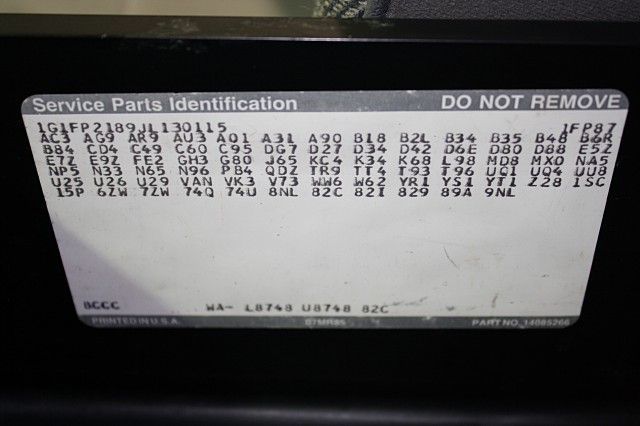 Service Parts Identification DO NOT REMOVE
1G1FP2189JL130115 1FP87
AC3 AG9 AR9 AU3 A01 A31 A90 B18 B2L B34 B35 B48 B6R
B84 CD4 C49 C60 C95 DG7 D27 D34 D42 D6E D80 D88 E5Z
E7Z E9Z FE2 GH3 G80 J65 KC4 K34 K68 L98 MD8 MX0 NA5
NP5 N33 N65 N96 PB4 QDZ TR9 TT4 T93 T96 UQ1 UQ4 UU8
U25 U26 U29 VAN VK3 V73 WW6 W62 YR1 YS1 YT1 Z28 1SC
15P 6ZW 7ZW 74Q 74U 8NL 82C 82I 829 89A 9NL
BCCC WA- L8748 U8748 82C
PRINTED IN U.S.A. 07MR85 PART NO. 14085266